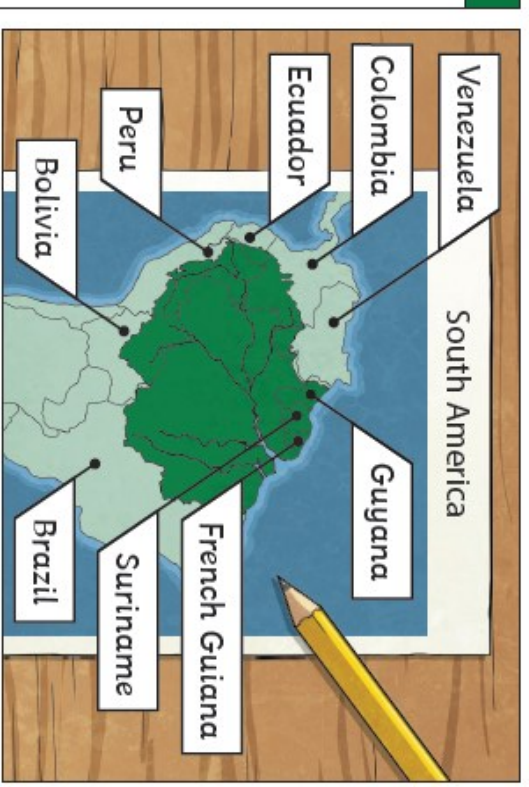 South America
Venezuela
Colombia
Ecuador
Peru
Bolivia
Guyana
French Guiana
Suriname
Brazil